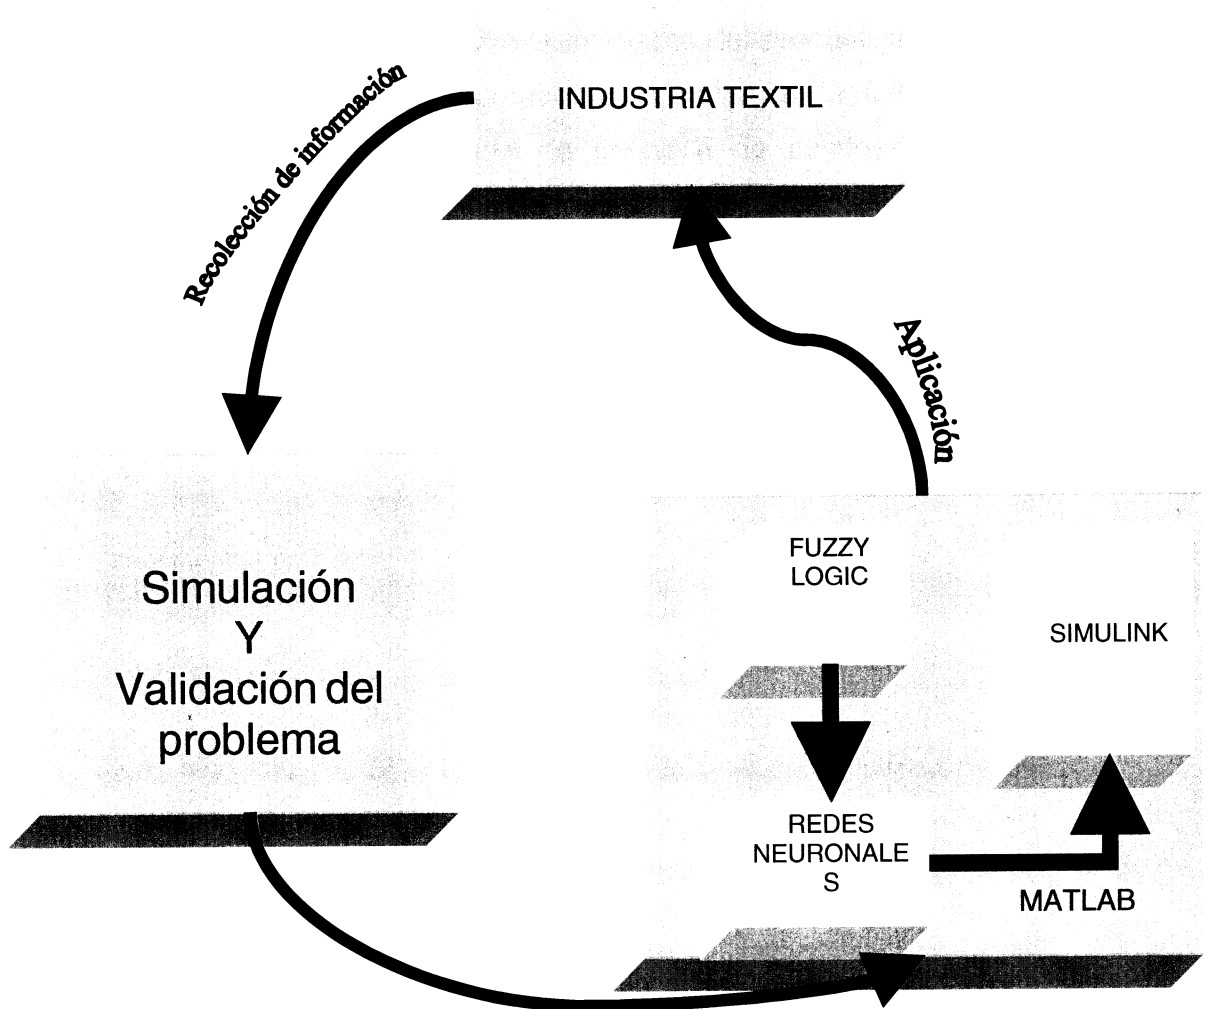 INDUSTRIA TEXTIL
Recolección de información
Aplicación
Simulación
Y
Validación del
problema
FUZZY
LOGIC
SIMULINK
REDES
NEURONALE
S
MATLAB